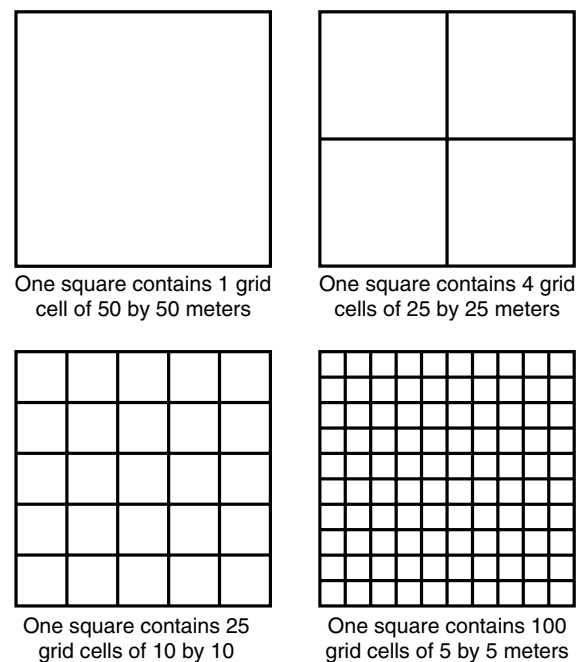 One square contains 1 grid
cell of 50 by 50 meters
One square contains 4 grid
cells of 25 by 25 meters
One square contains 25
grid cells of 10 by 10
One square contains 100
grid cells of 5 by 5 meters